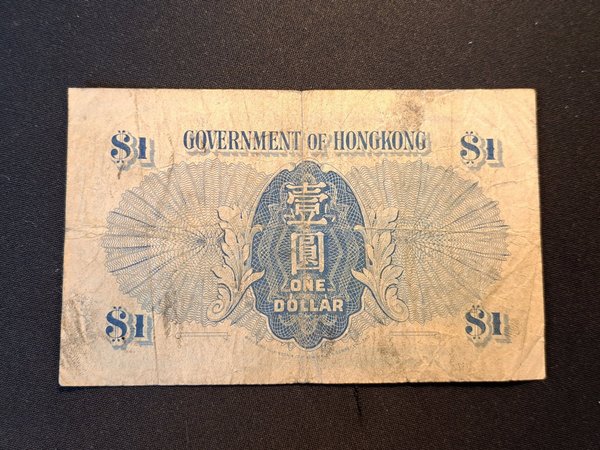 GOVERNMENT OF HONGKONG
$1
$1
壹
圓
ONE
DOLLAR
$1
$1